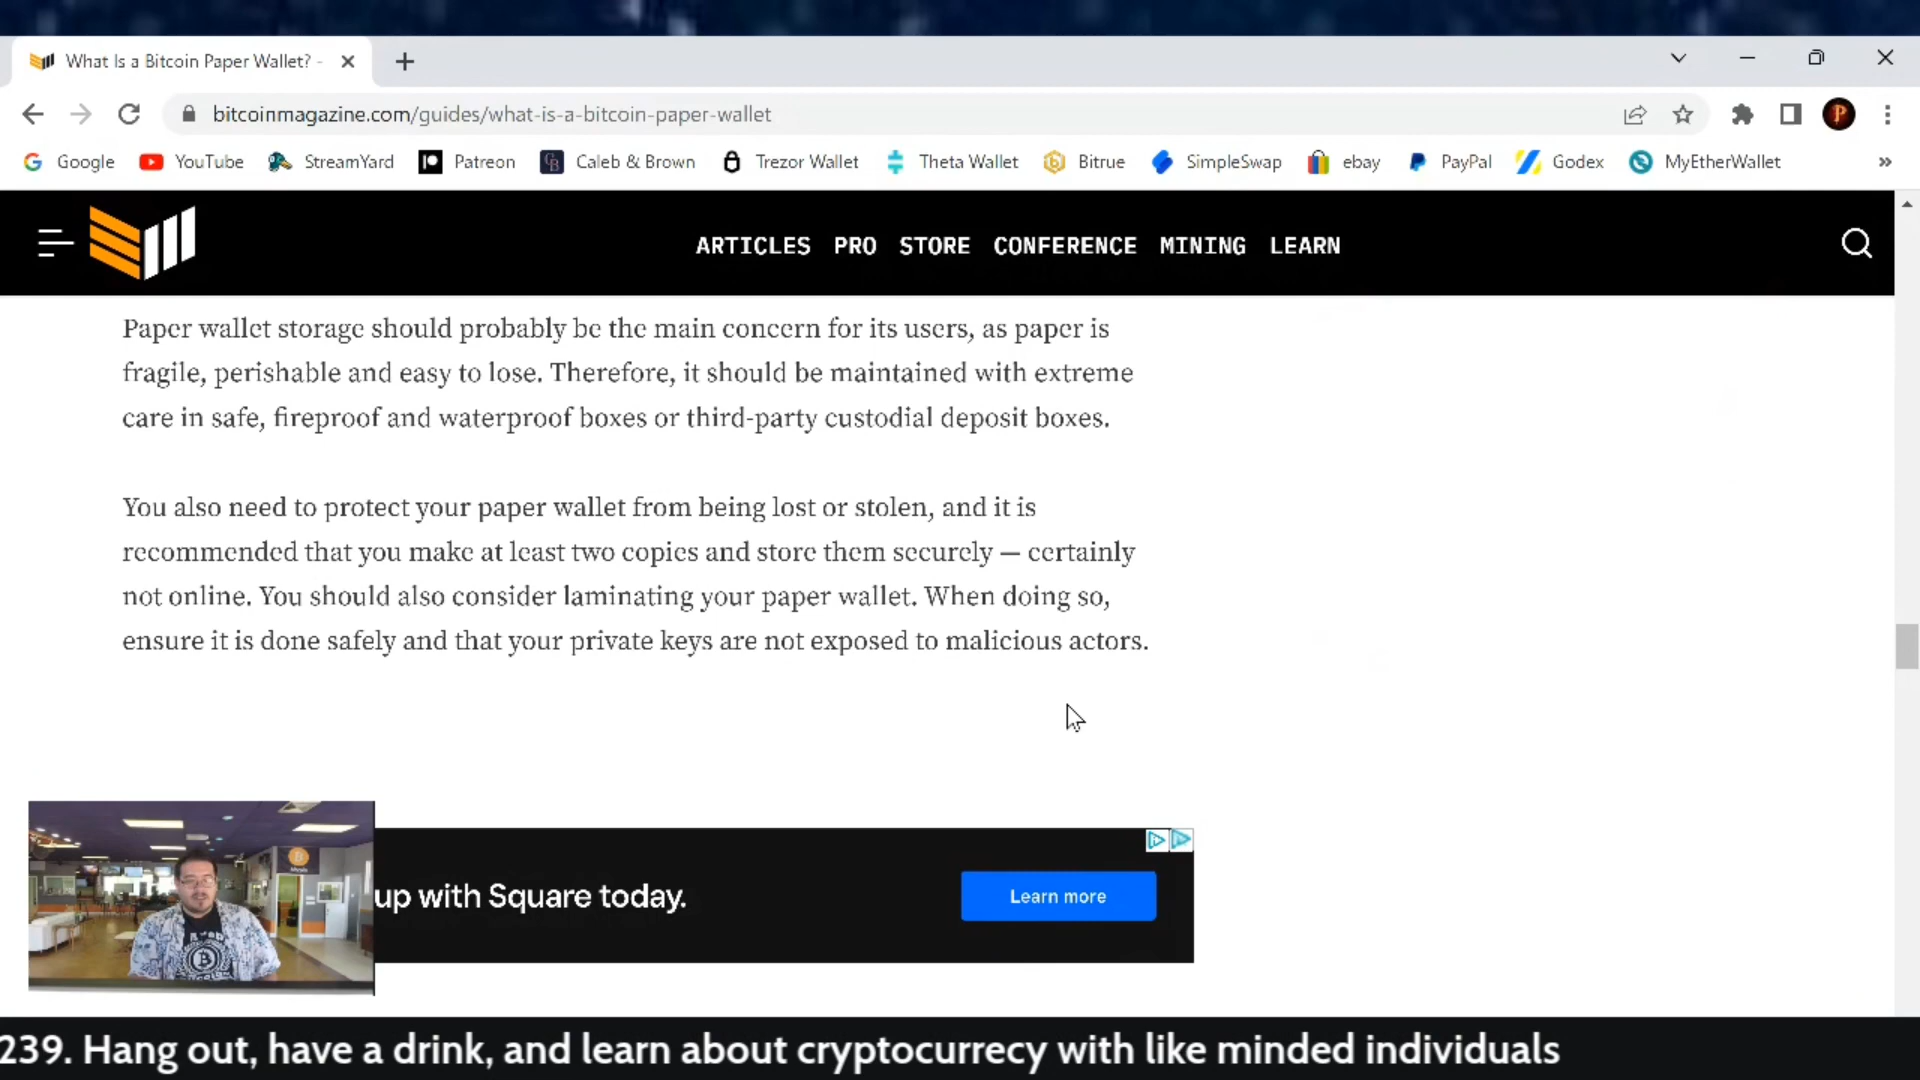 What Is a Bitcoin Paper Wallet? -
bitcoinmagazine.com/guides/what-is-a-bitcoin-paper-wallet
Google YouTube StreamYard Patreon Caleb & Brown Trezor Wallet Theta Wallet Bitrue SimpleSwap ebay PayPal Godex MyEtherWallet »
ARTICLES PRO STORE CONFERENCE MINING LEARN
Paper wallet storage should probably be the main concern for its users, as paper is
fragile, perishable and easy to lose. Therefore, it should be maintained with extreme
care in safe, fireproof and waterproof boxes or third-party custodial deposit boxes.
You also need to protect your paper wallet from being lost or stolen, and it is
recommended that you make at least two copies and store them securely — certainly
not online. You should also consider laminating your paper wallet. When doing so,
ensure it is done safely and that your private keys are not exposed to malicious actors.
up with Square today.
Learn more
239. Hang out, have a drink, and learn about cryptocurrecy with like minded individuals